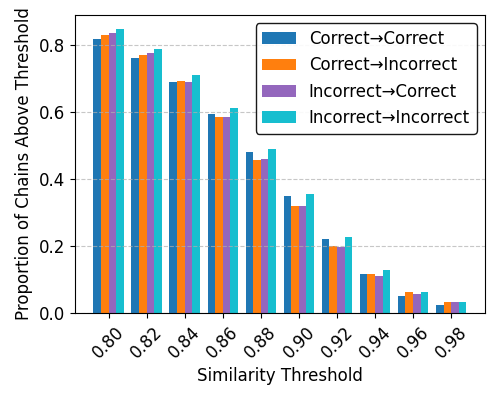 Proportion of Chains Above Threshold
0.8
0.6
0.4
0.2
0.0
Correct→Correct
Correct→Incorrect
Incorrect→Correct
Incorrect→Incorrect
0.80 0.82 0.84 0.86 0.88 0.90 0.92 0.94 0.96 0.98
Similarity Threshold